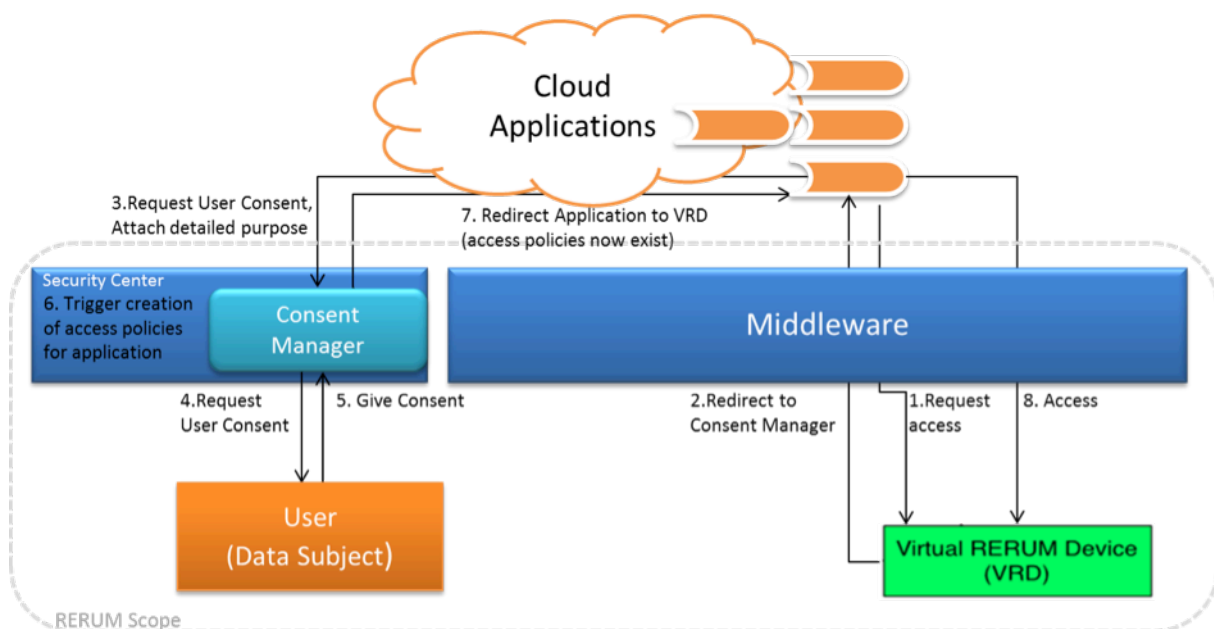 Cloud
Applications
3.Request User Consent,
Attach detailed purpose
7. Redirect Application to VRD
(access policies now exist)
Security Center
6. Trigger creation
of access policies
for application
Consent
Manager
Middleware
4.Request
User Consent
5. Give Consent
2.Redirect to
Consent Manager
1.Request
access
8. Access
User
(Data Subject)
Virtual RERUM Device
(VRD)
RERUM Scope